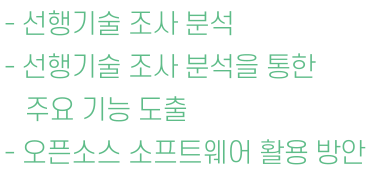 - 선행기술 조사 분석
- 선행기술 조사 분석을 통한
주요 기능 도출
- 오픈소스 소프트웨어 활용 방안